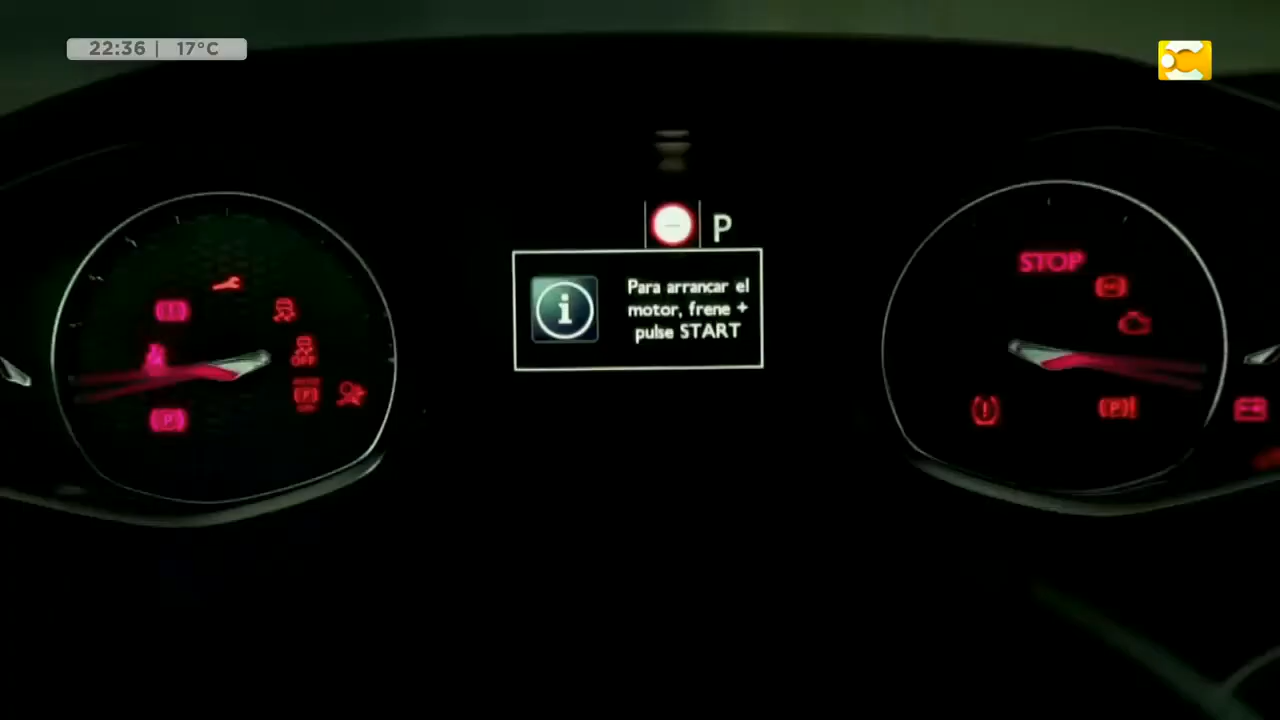 22:36 | 17°C
P
Para arrancar el
motor, frene +
pulse START
STOP
OFF
(P)
(P)
(P)!
(!)